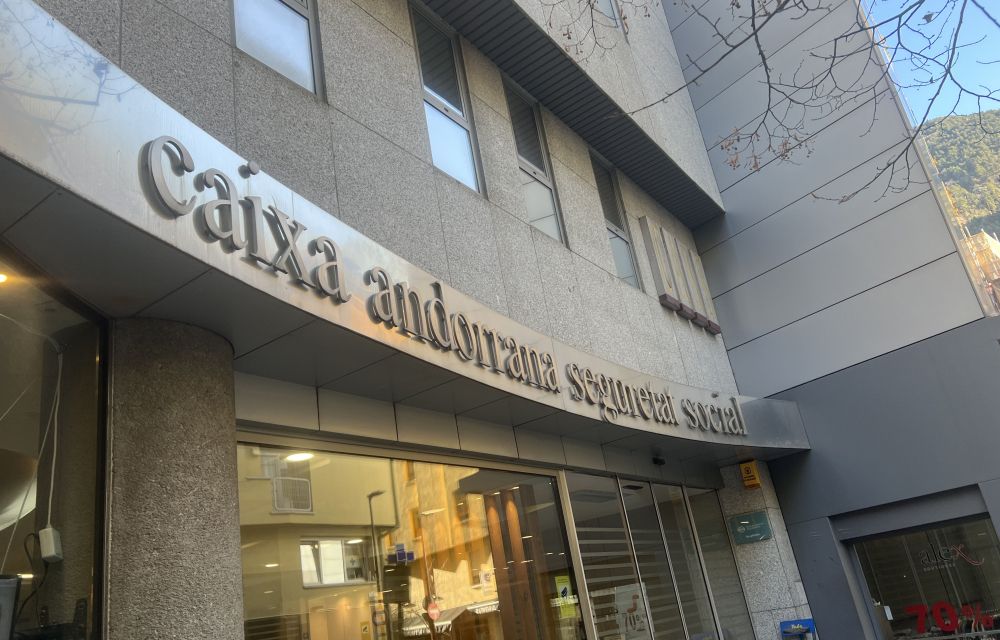 caixa andorrana seguretat social
alex
70%